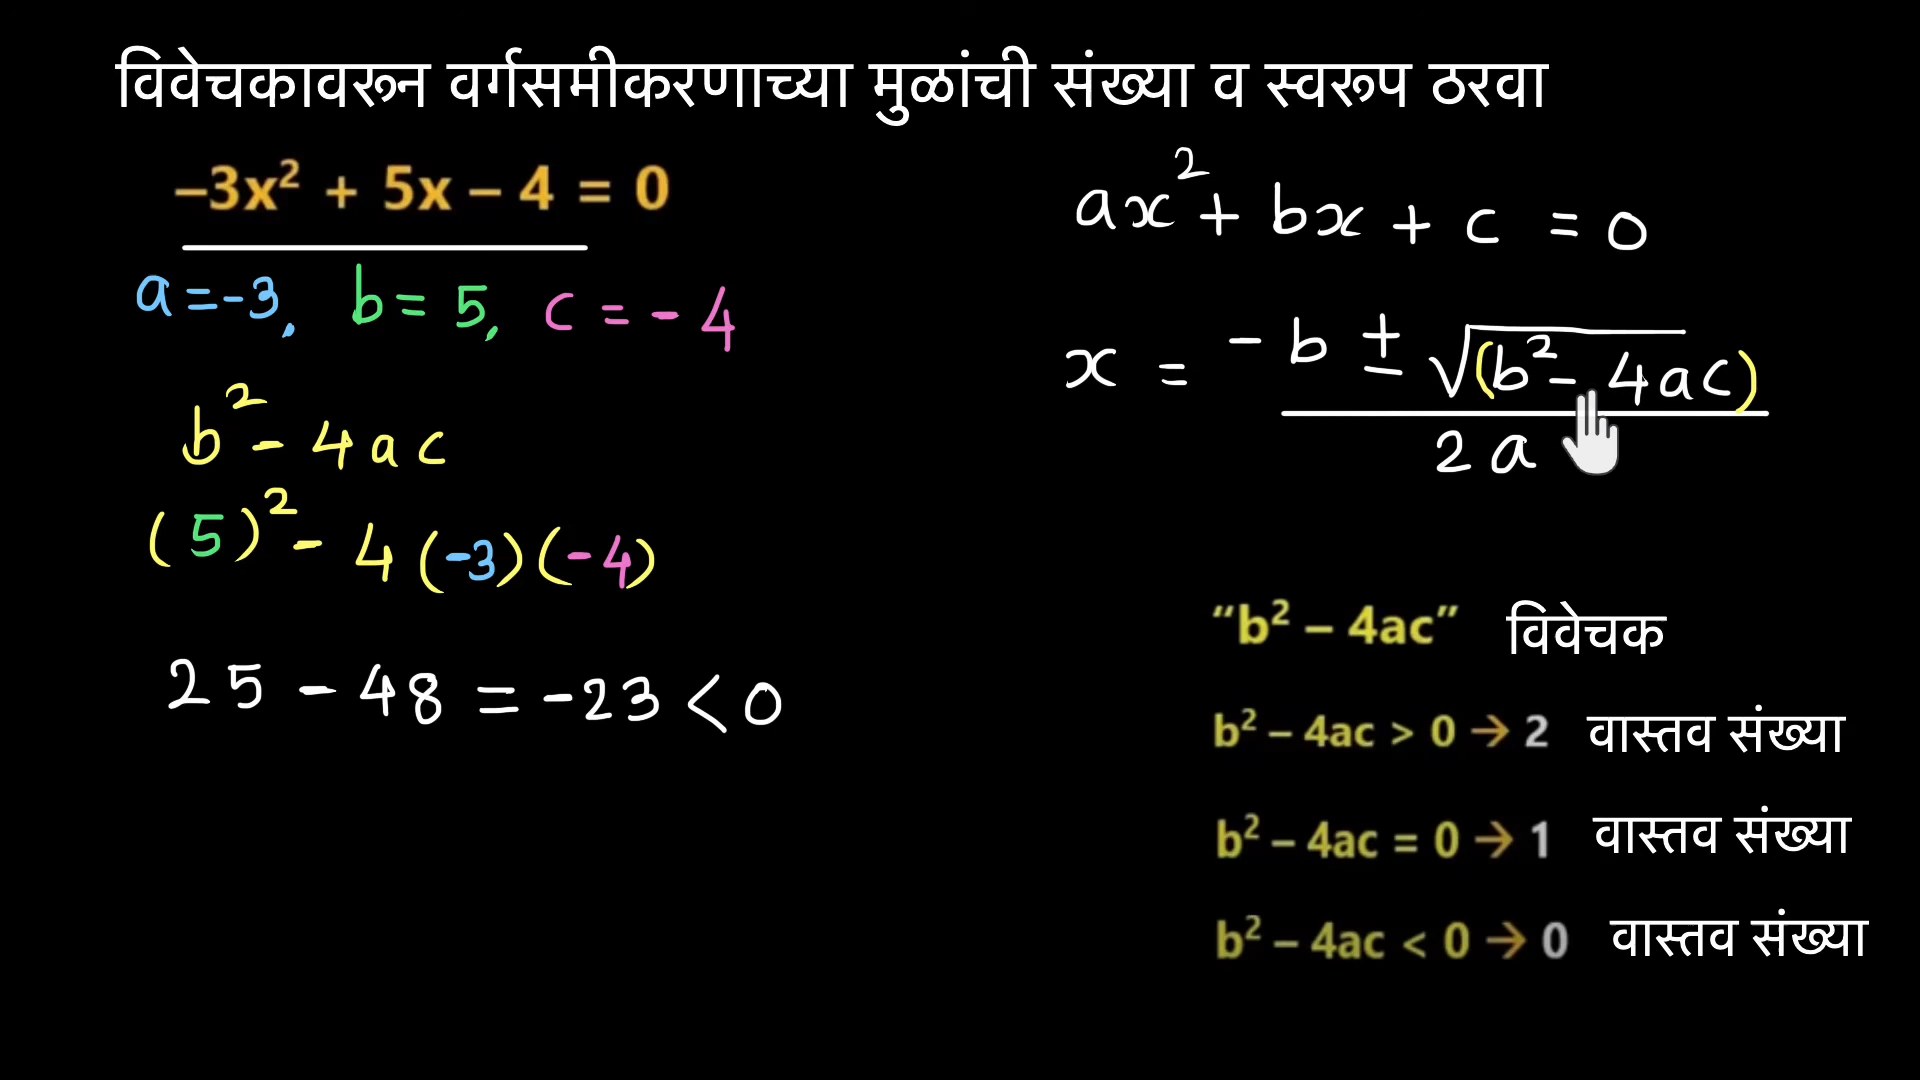 विवेचकावरून वर्गसमीकरणाच्या मुळांची संख्या व स्वरूप ठरवा
–3x² + 5x – 4 = 0
a = -3, b = 5, c = - 4
b² - 4ac
(5)² - 4(-3)(-4)
25 - 48 = -23 < 0
ax² + bx + c = 0
x = -b ± √(b² - 4ac)
2a
“b² – 4ac” विवेचक
b² – 4ac > 0 → 2 वास्तव संख्या
b² – 4ac = 0 → 1 वास्तव संख्या
b² – 4ac < 0 → 0 वास्तव संख्या